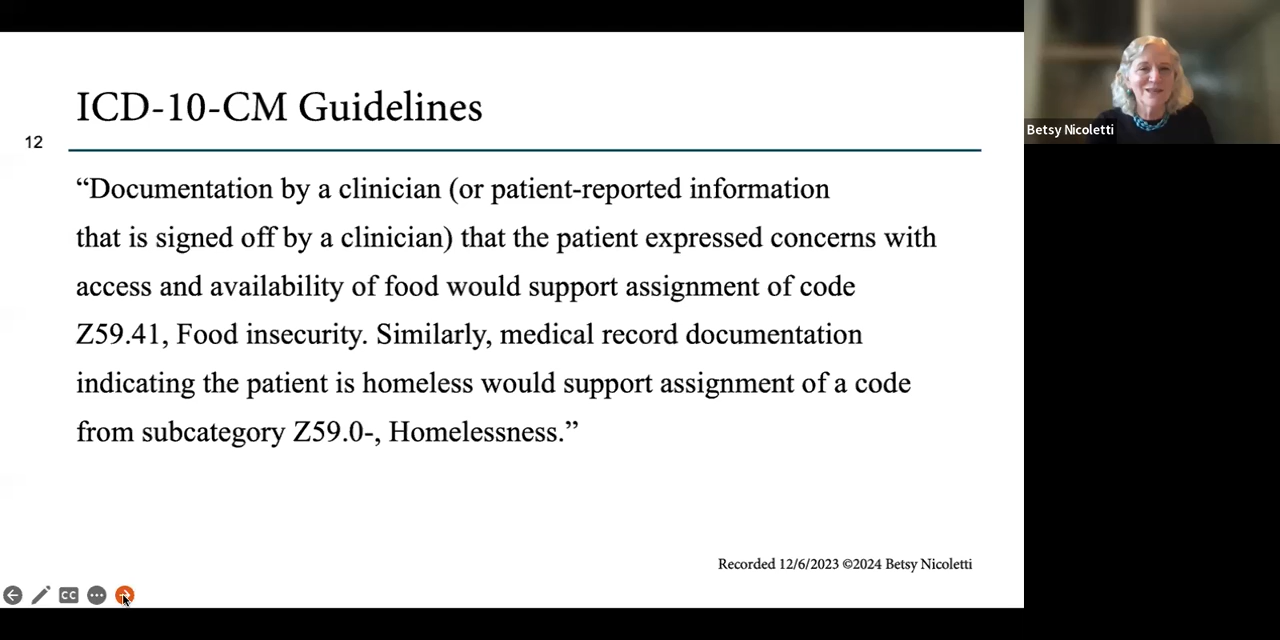 ICD-10-CM Guidelines
12
“Documentation by a clinician (or patient-reported information
that is signed off by a clinician) that the patient expressed concerns with
access and availability of food would support assignment of code
Z59.41, Food insecurity. Similarly, medical record documentation
indicating the patient is homeless would support assignment of a code
from subcategory Z59.0-, Homelessness.”
Recorded 12/6/2023 ©2024 Betsy Nicoletti
CC
Betsy Nicoletti